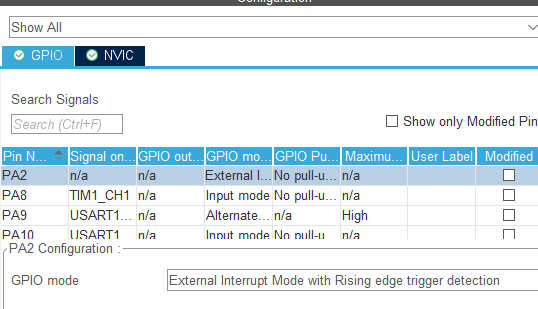 Configuration
Show All
GPIO NVIC
Search Signals
Search (Ctrl+F)
Show only Modified Pin
Pin N... Signal on... GPIO out... GPIO mo... GPIO Pu... Maximu... User Label Modified
PA2 n/a n/a External I... No pull-u... n/a
PA8 TIM1_CH1 n/a Input mode No pull-u... n/a
PA9 USART1... n/a Alternate... n/a High
PA10 USART1 n/a Input mode No pull-u n/a
PA2 Configuration :
GPIO mode External Interrupt Mode with Rising edge trigger detection